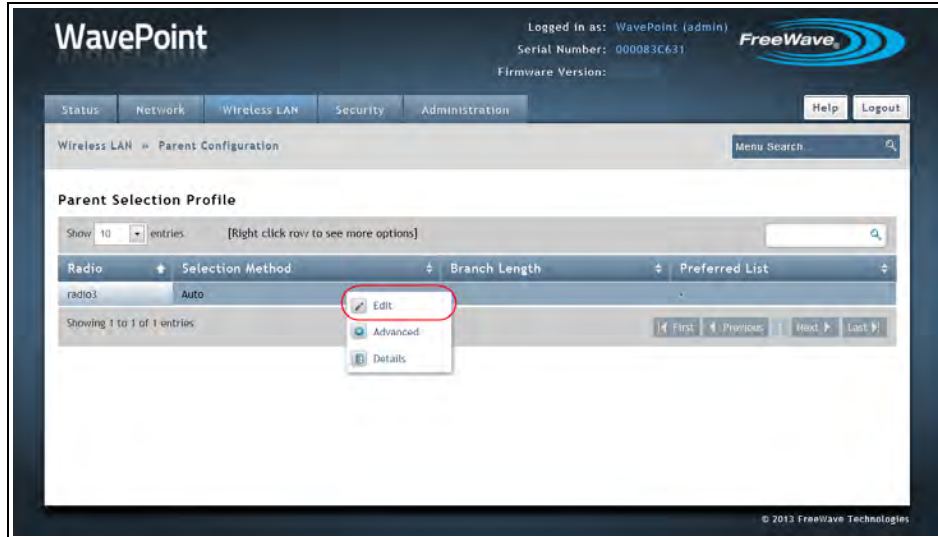 WavePoint
Logged in as: WavePoint (admin)
Serial Number: 000083C631
Firmware Version:
FreeWave®
Status Network Wireless LAN Security Administration Help Logout
Wireless LAN » Parent Configuration Menu Search...
Parent Selection Profile
Show 10 entries [Right click row to see more options]
Radio Selection Method Branch Length Preferred List
radio3 Auto -
Edit
Advanced
Details
Showing 1 to 1 of 1 entries First Previous 1 Next Last
© 2013 FreeWave Technologies